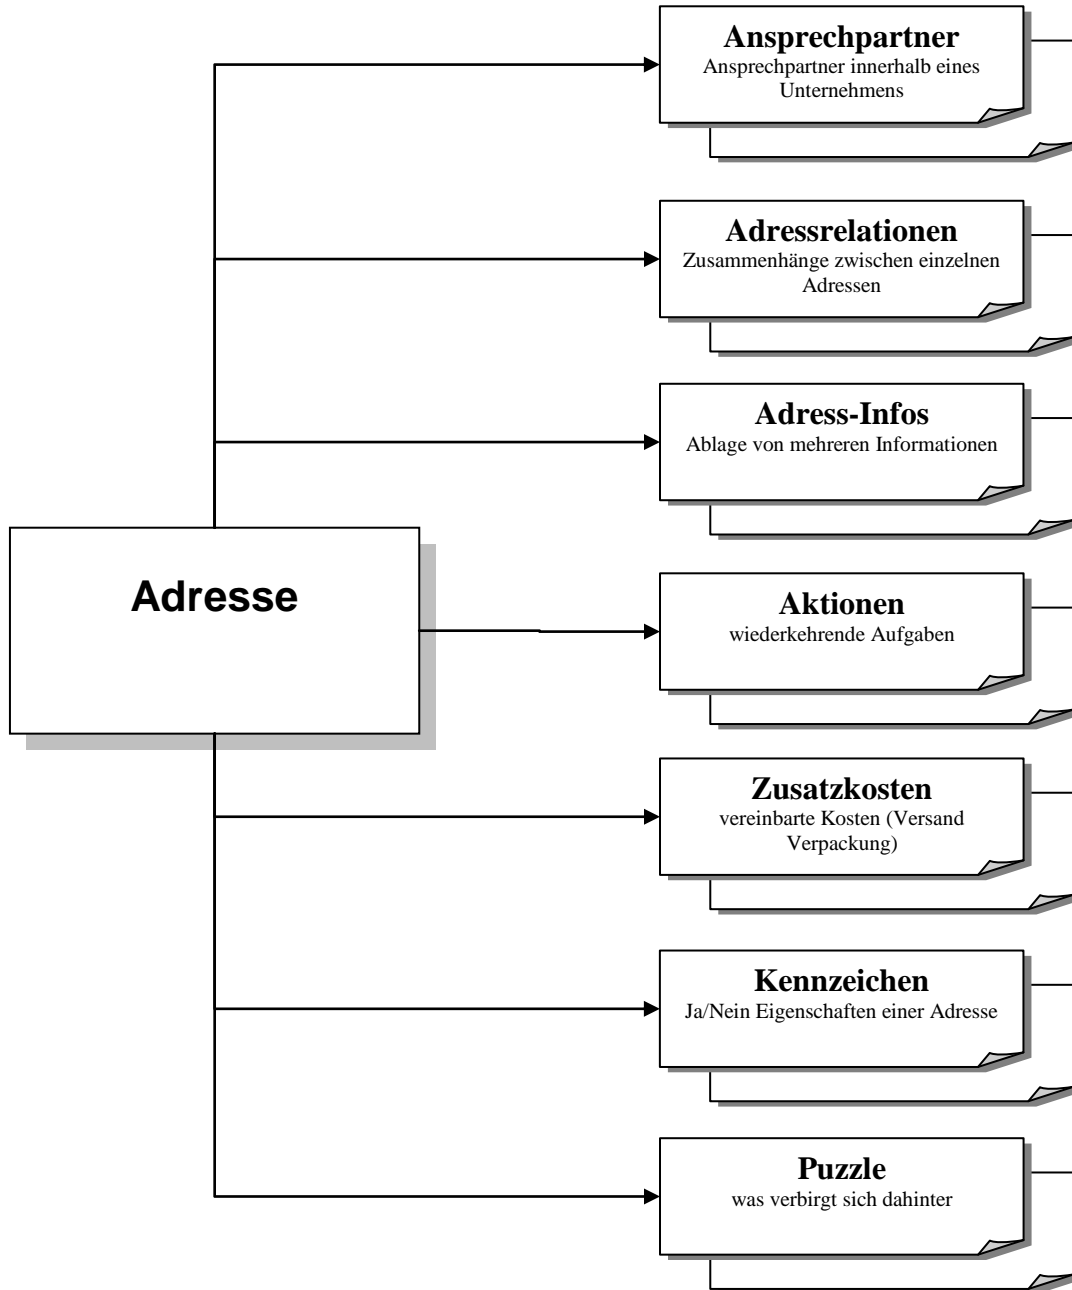 Ansprechpartner
Ansprechpartner innerhalb eines
Unternehmens
Adressrelationen
Zusammenhänge zwischen einzelnen
Adressen
Adress-Infos
Ablage von mehreren Informationen
Adresse
Aktionen
wiederkehrende Aufgaben
Zusatzkosten
vereinbarte Kosten (Versand
Verpackung)
Kennzeichen
Ja/Nein Eigenschaften einer Adresse
Puzzle
was verbirgt sich dahinter